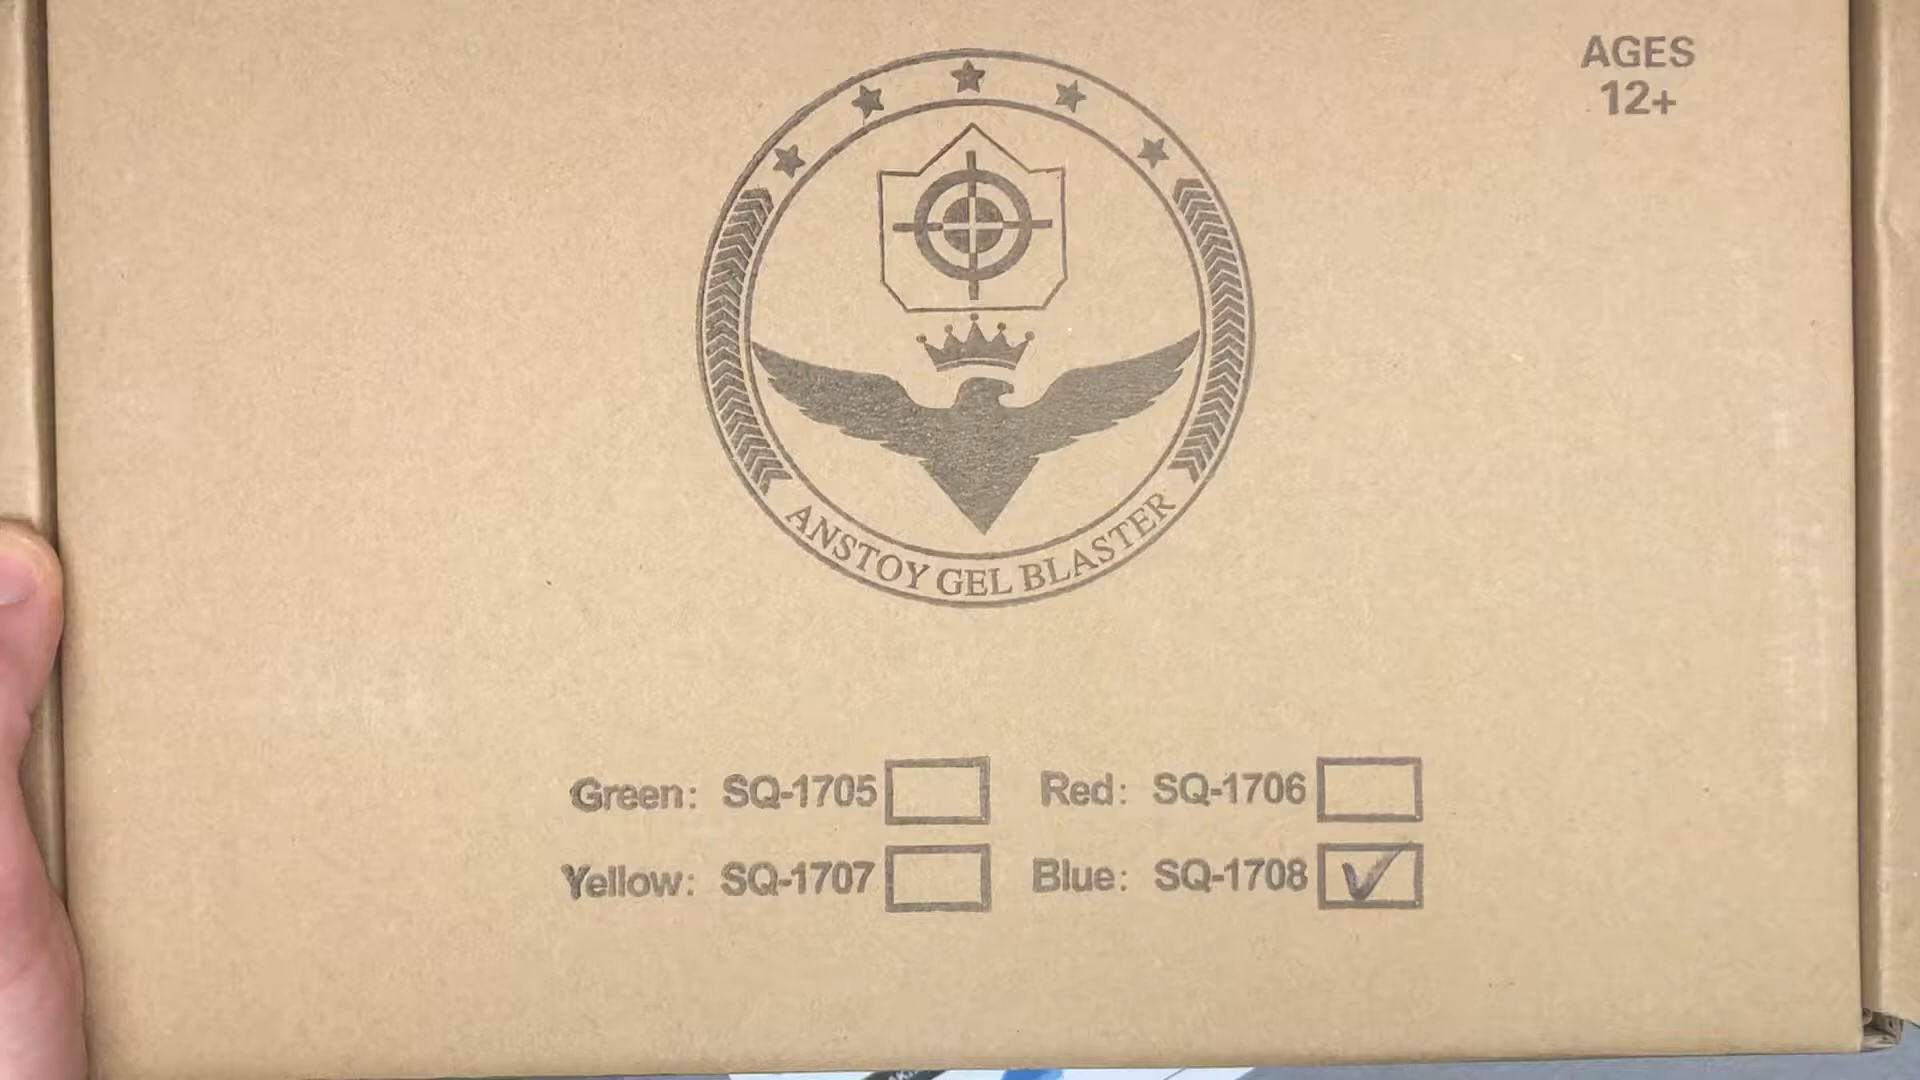 AGES
12+
ANSTOY GEL BLASTER
Green: SQ-1705 Red: SQ-1706
Yellow: SQ-1707 Blue: SQ-1708